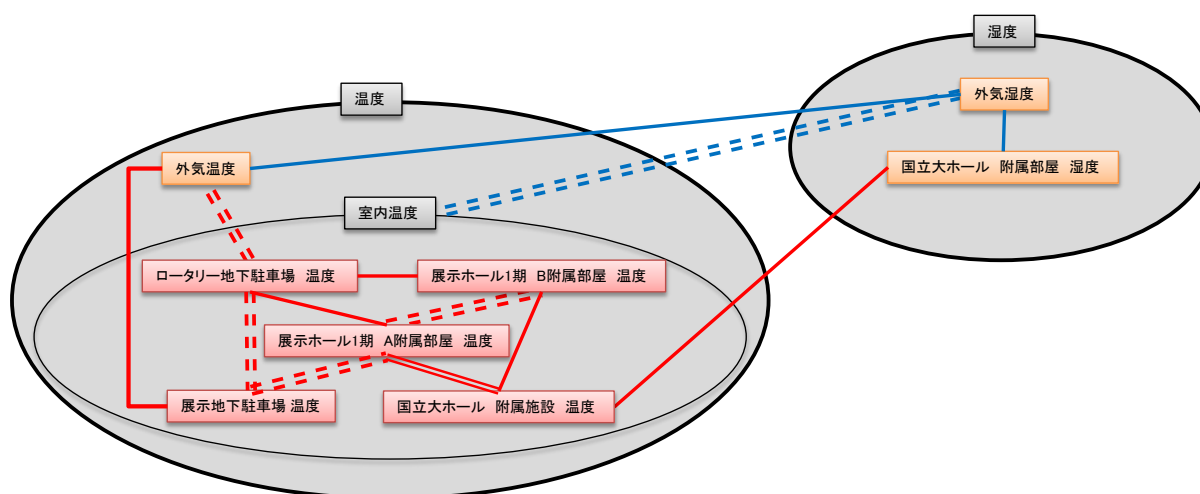 湿度
外気湿度
温度
国立大ホール 附属部屋 湿度
外気温度
室内温度
ロータリー地下駐車場 温度
展示ホール1期 B附属部屋 温度
展示ホール1期 A附属部屋 温度
展示地下駐車場 温度
国立大ホール 附属施設 温度